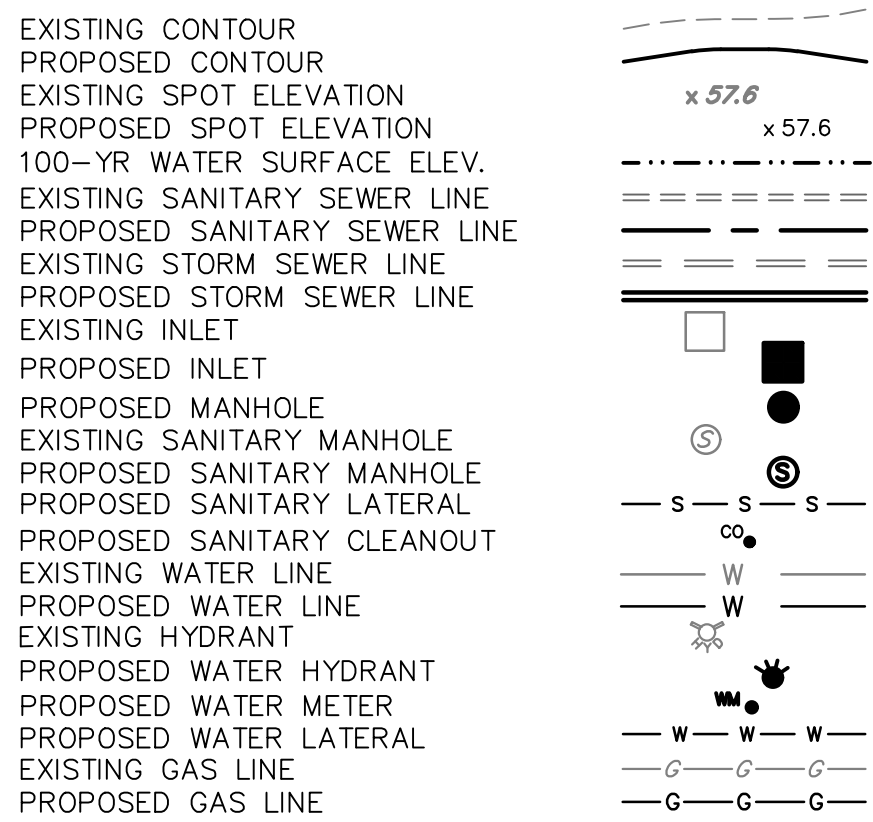 EXISTING CONTOUR
PROPOSED CONTOUR
EXISTING SPOT ELEVATION x 57.6
PROPOSED SPOT ELEVATION x 57.6
100-YR WATER SURFACE ELEV.
EXISTING SANITARY SEWER LINE
PROPOSED SANITARY SEWER LINE
EXISTING STORM SEWER LINE
PROPOSED STORM SEWER LINE
EXISTING INLET
PROPOSED INLET
PROPOSED MANHOLE
EXISTING SANITARY MANHOLE S
PROPOSED SANITARY MANHOLE S
PROPOSED SANITARY LATERAL S S S
PROPOSED SANITARY CLEANOUT CO
EXISTING WATER LINE W
PROPOSED WATER LINE W
EXISTING HYDRANT
PROPOSED WATER HYDRANT
PROPOSED WATER METER WM
PROPOSED WATER LATERAL W W W
EXISTING GAS LINE G G G
PROPOSED GAS LINE G G G